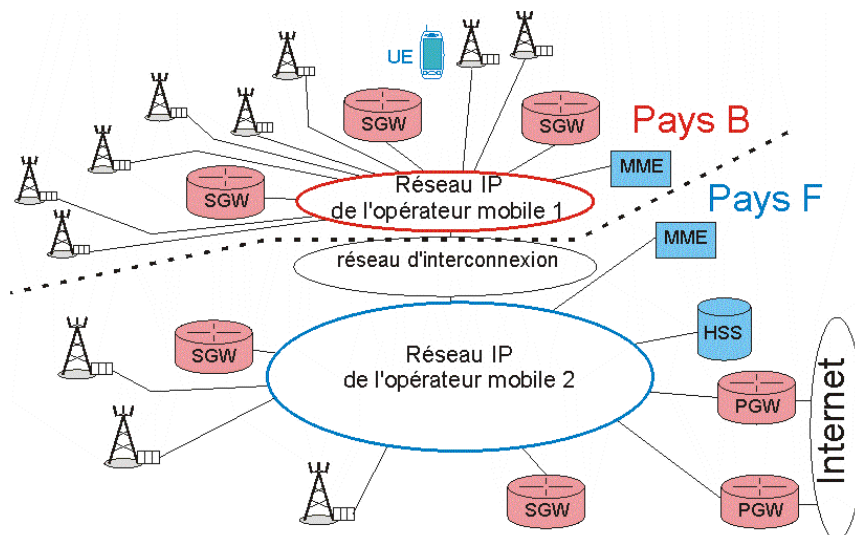 UE
SGW
SGW
Pays B
MME
SGW
Réseau IP
de l'opérateur mobile 1
Pays F
MME
réseau d'interconnexion
HSS
SGW
Réseau IP
de l'opérateur mobile 2
PGW
Internet
SGW
PGW